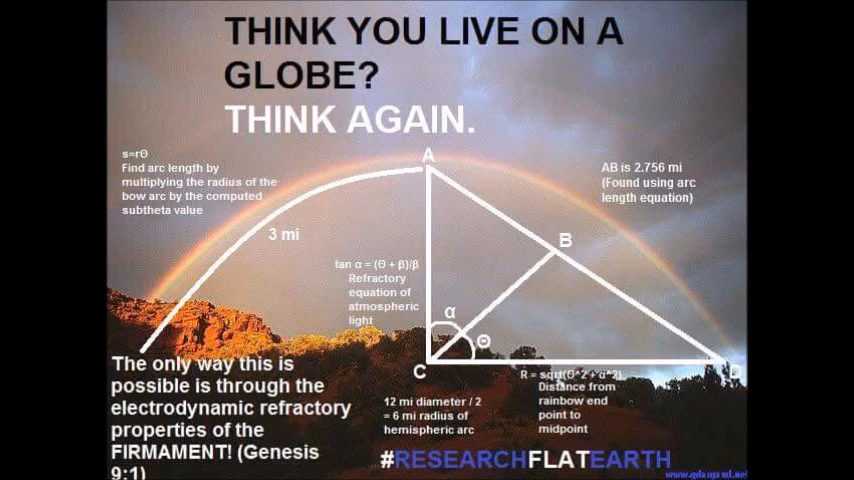 THINK YOU LIVE ON A
GLOBE?
THINK AGAIN.
s=rΘ
Find arc length by
multiplying the radius of the
bow arc by the computed
subtheta value
A
AB is 2.756 mi
(Found using arc
length equation)
3 mi
B
tan α = (Θ + β)/β
Refractory
equation of
atmospheric
light
α
Θ
The only way this is
possible is through the
electrodynamic refractory
properties of the
FIRMAMENT! (Genesis
9:1)
C
D
R = sqrt(Θ^2 + α^2)
Distance from
rainbow end
point to
midpoint
12 mi diameter / 2
= 6 mi radius of
hemispheric arc
#RESEARCHFLATEARTH